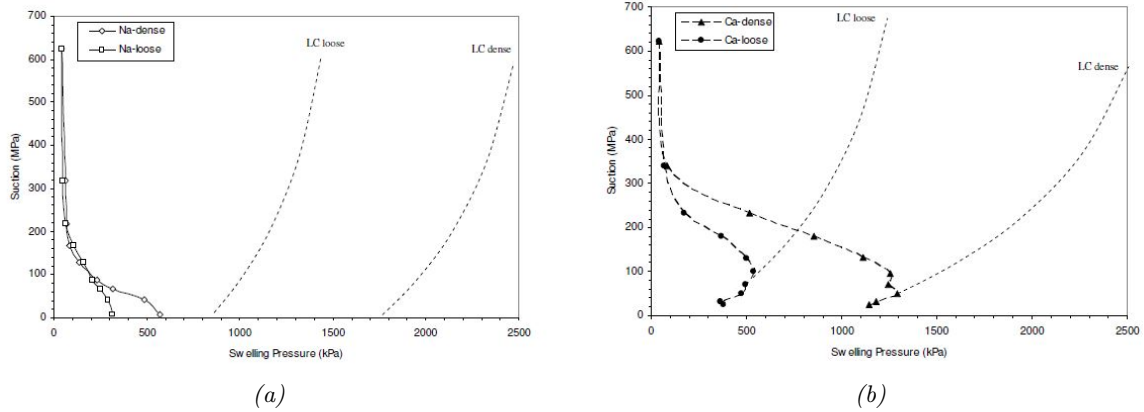 700
600
500
400
300
200
100
0
Suction (MPa)
Na-dense
Na-loose
LC loose
LC dense
0 500 1000 1500 2000 2500
Swelling Pressure (kPa)
(a)
700
600
500
400
300
200
100
0
Suction (MPa)
Ca-dense
Ca-loose
LC loose
LC dense
0 500 1000 1500 2000 2500
Swelling Pressure (kPa)
(b)